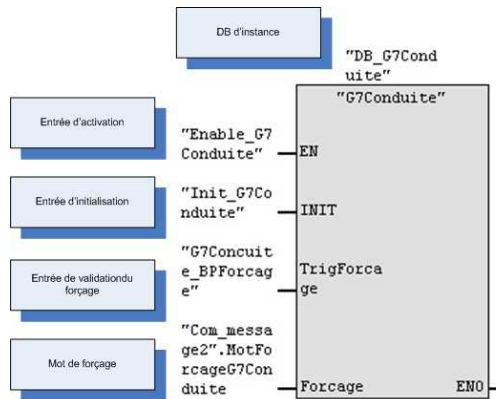 DB d'instance
"DB_G7Cond
uite"
"G7Conduite"
Entrée d'activation
"Enable_G7
Conduite"
EN
Entrée d'initialisation
"Init_G7Co
nduite"
INIT
Entrée de validationdu
forçage
"G7Concuit
e_BPForcag
e"
TrigForca
ge
Mot de forçage
"Com_messa
ge2".MotFo
rcageG7Con
duite
Forcage
ENO